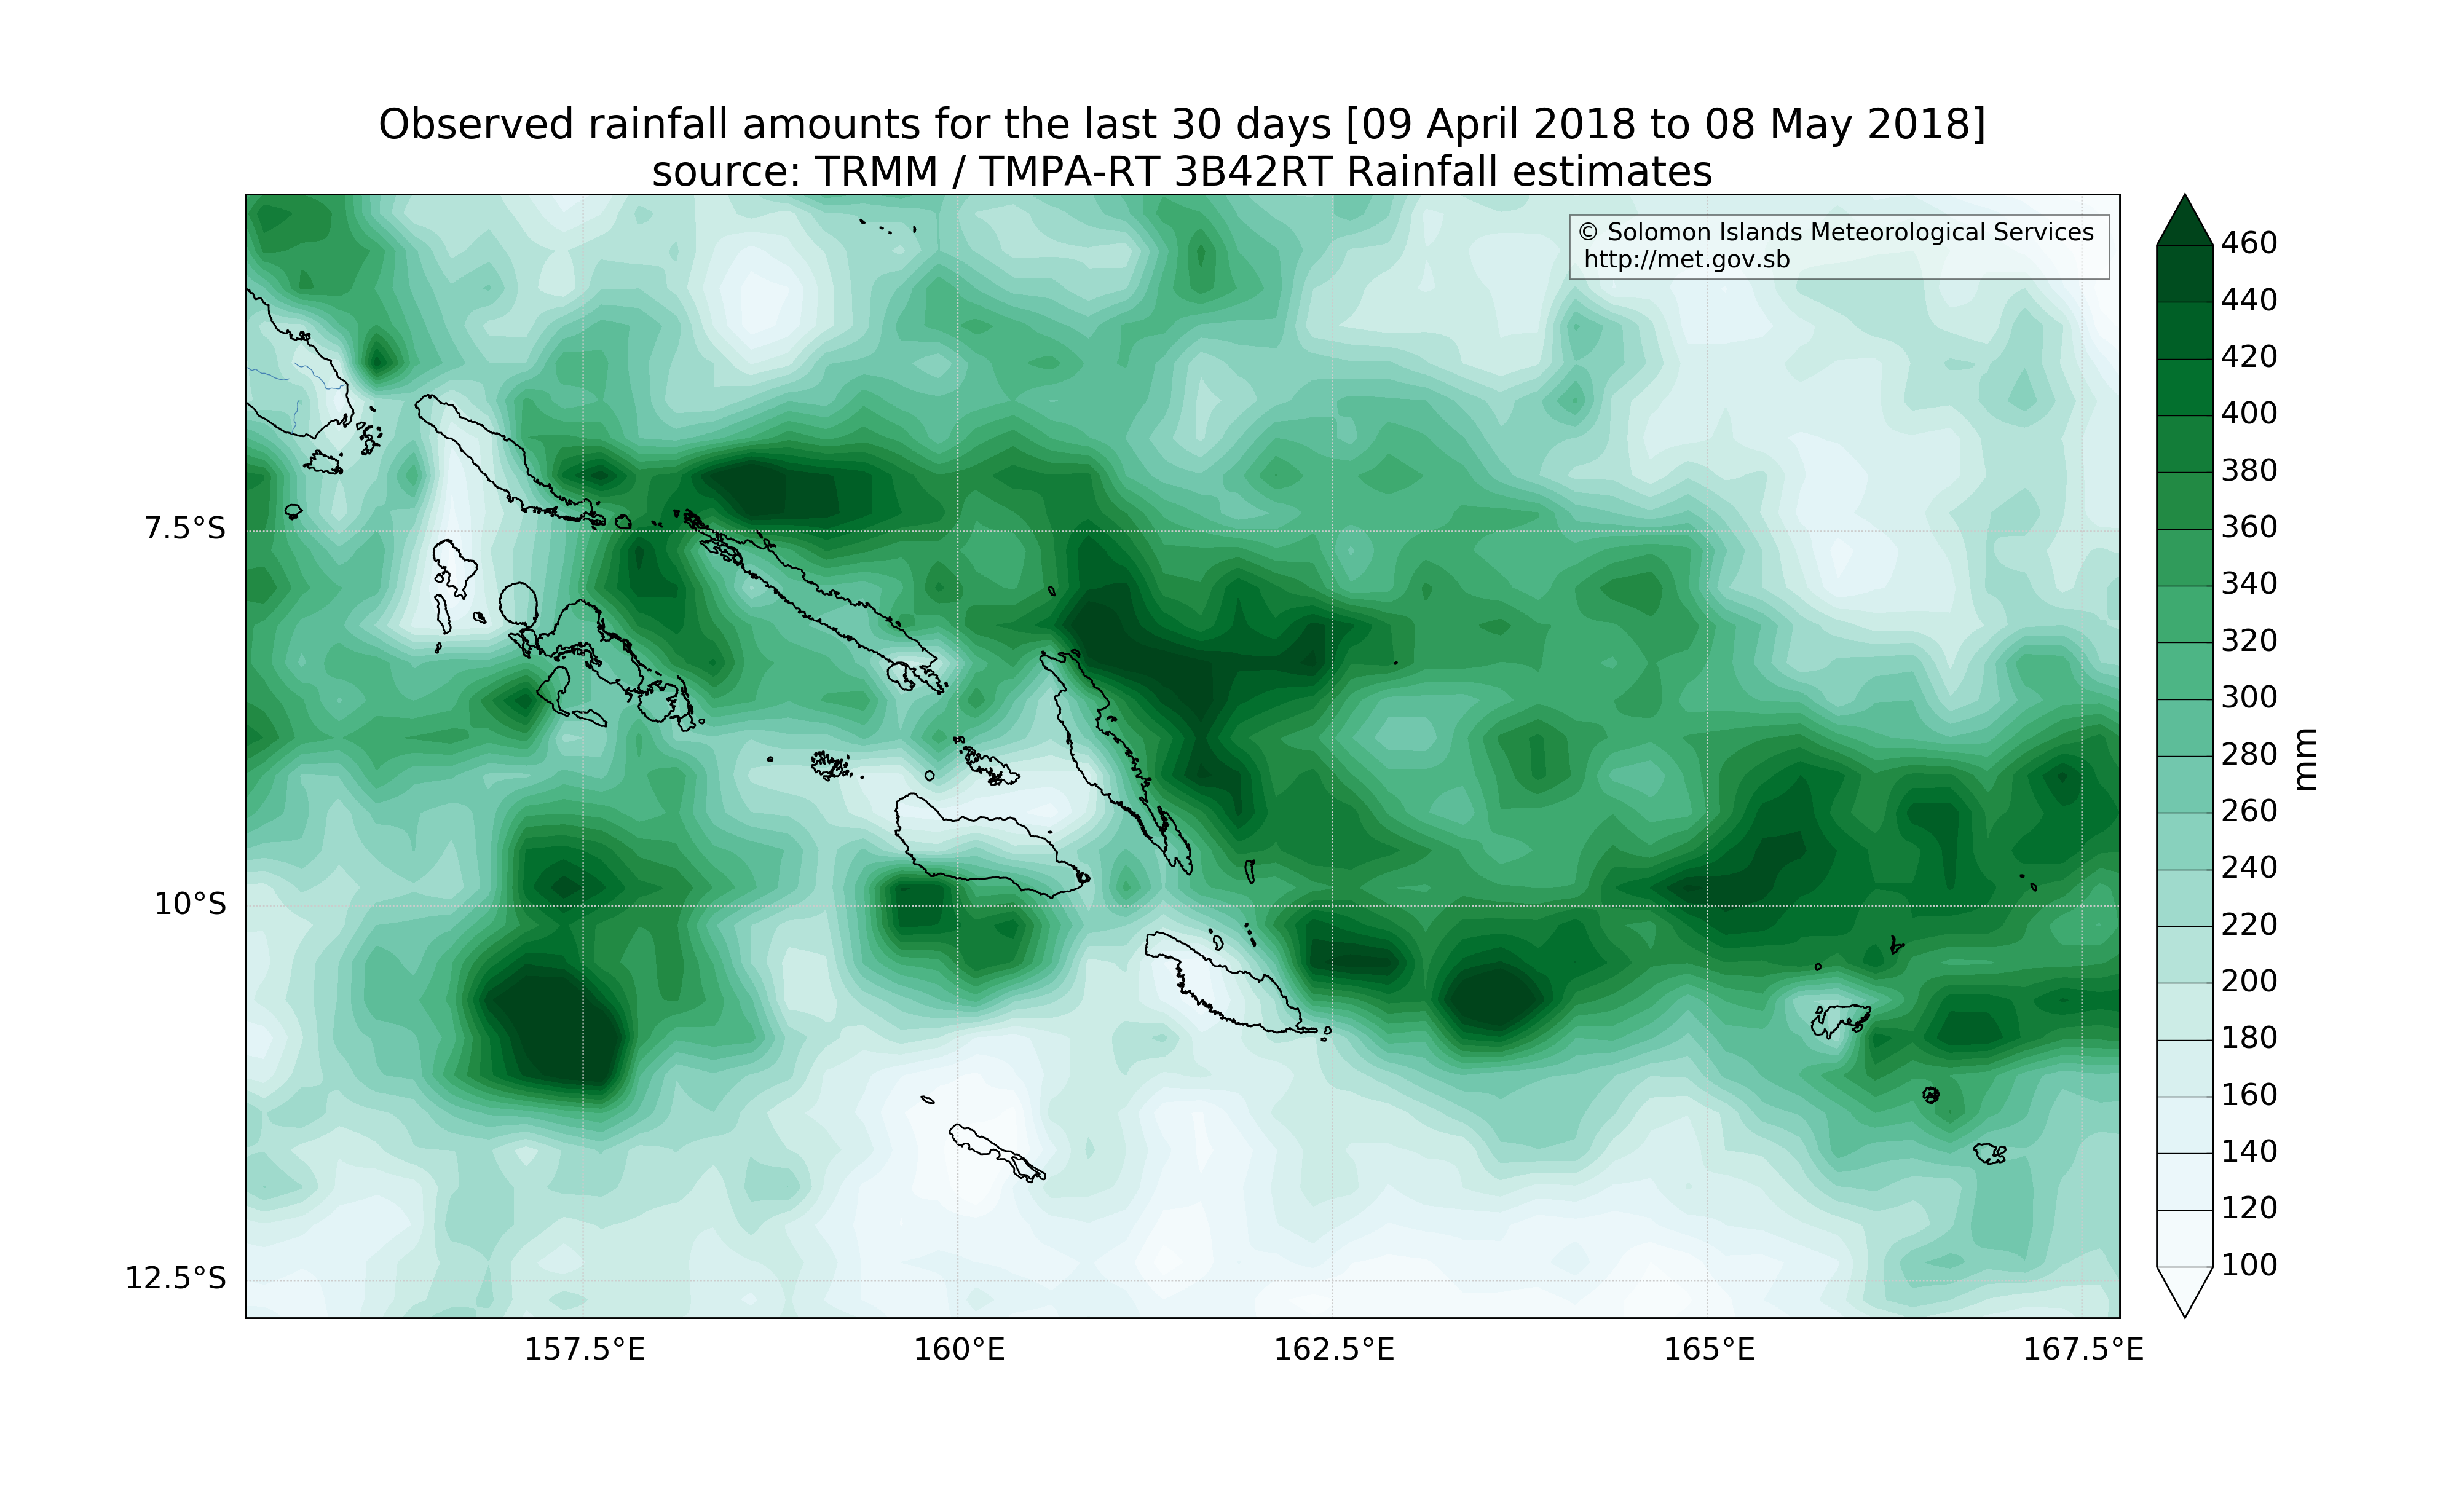 Observed rainfall amounts for the last 30 days [09 April 2018 to 08 May 2018]
source: TRMM / TMPA-RT 3B42RT Rainfall estimates
© Solomon Islands Meteorological Services
http://met.gov.sb
460
440
420
400
380
360
340
320
300
280
260
240
220
200
180
160
140
120
100
mm
7.5°S
10°S
12.5°S
157.5°E
160°E
162.5°E
165°E
167.5°E